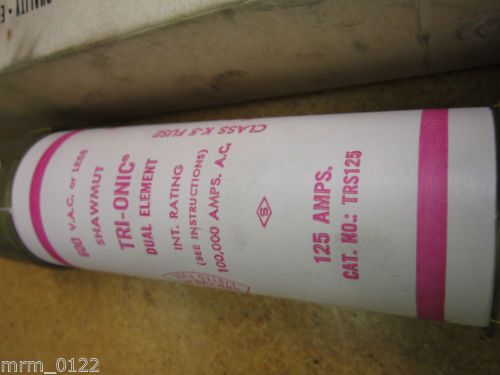 QUALITY
600 V.A.C. or LESS
SHAWMUT
TRI-ONIC®
DUAL ELEMENT
INT. RATING
(SEE INSTRUCTIONS)
100,000 AMPS. A.C.
CLASS K-5 FUSE
S
125 AMPS.
CAT. NO.: TRS125
mrm_0122